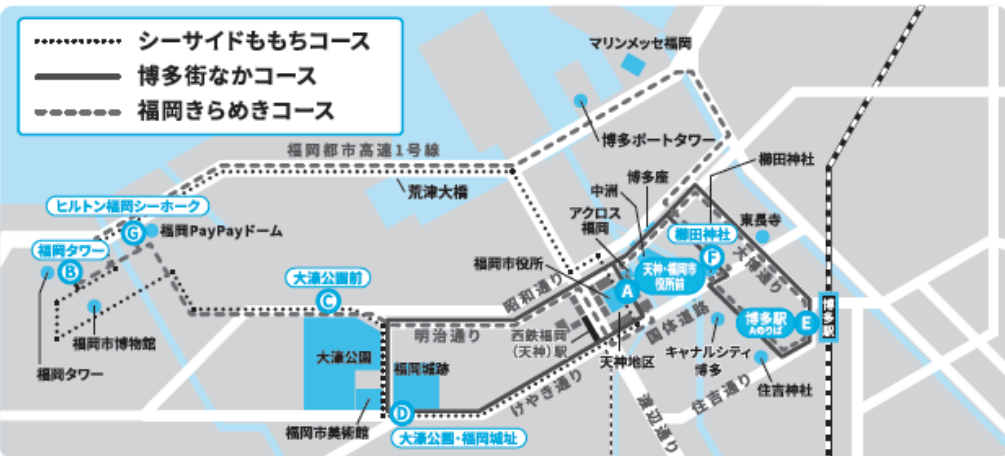 シーサイドももちコース
博多街なかコース
福岡きらめきコース
マリンメッセ福岡
博多ポートタワー
福岡都市高速1号線
荒津大橋
櫛田神社
博多座
中洲
アクロス
福岡
東長寺
ヒルトン福岡シーホーク
G
福岡PayPayドーム
福岡タワー
B
櫛田神社
F
大博通り
福岡市役所
天神・福岡市
役所前
A
大濠公園前
C
昭和通り
明治通り
国体道路
博多駅
Aのりば
E
博多駅
西鉄福岡
(天神)駅
天神地区
キャナルシティ
博多
福岡市博物館
福岡タワー
大濠公園
福岡城跡
けやき通り
渡辺通り
住吉通り
住吉神社
D
福岡市美術館
大濠公園・福岡城址